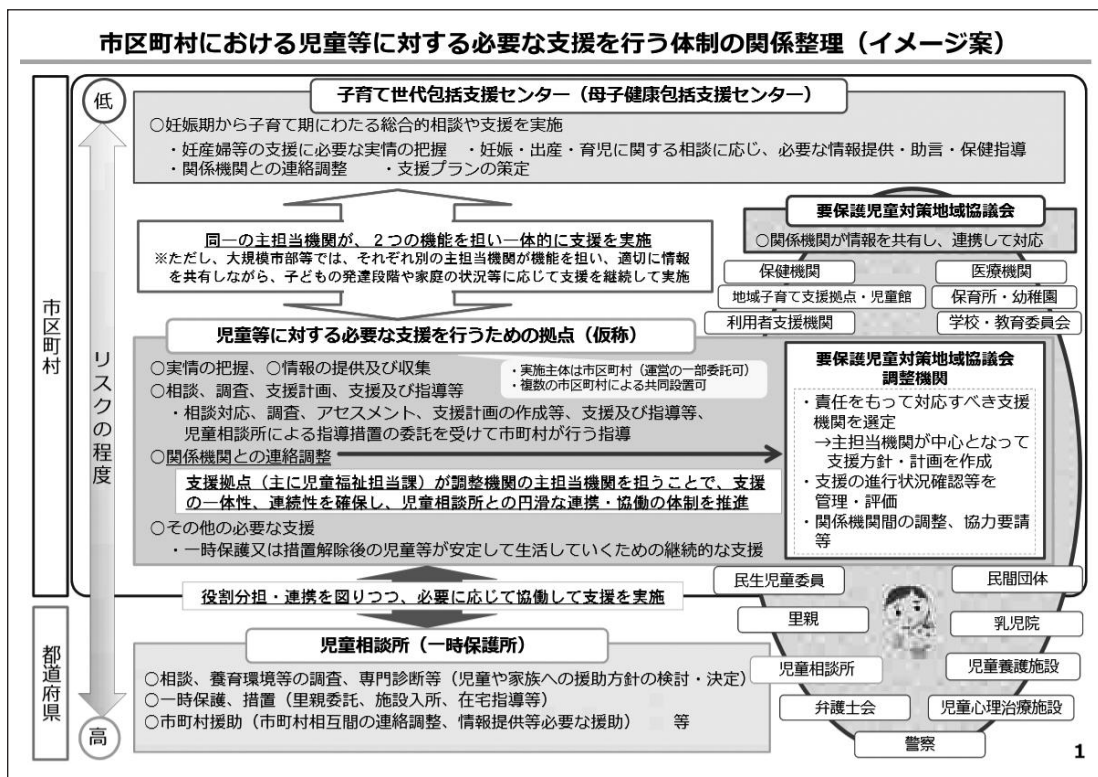 市区町村における児童等に対する必要な支援を行う体制の関係整理（イメージ案）
市区町村
都道府県
低
リスクの程度
高
子育て世代包括支援センター（母子健康包括支援センター）
○妊娠期から子育て期にわたる総合的相談や支援を実施
・妊産婦等の支援に必要な実情の把握　・妊娠・出産・育児に関する相談に応じ、必要な情報提供・助言・保健指導
・関係機関との連絡調整　・支援プランの策定
同一の主担当機関が、２つの機能を担い一体的に支援を実施
※ただし、大規模市部等では、それぞれ別の主担当機関が機能を担い、適切に情報
を共有しながら、子どもの発達段階や家庭の状況等に応じて支援を継続して実施
児童等に対する必要な支援を行うための拠点（仮称）
・実施主体は市区町村（運営の一部委託可）
・複数の市区町村による共同設置可
○実情の把握、○情報の提供及び収集
○相談、調査、支援計画、支援及び指導等
・相談対応、調査、アセスメント、支援計画の作成等、支援及び指導等、
児童相談所による指導措置の委託を受けて市町村が行う指導
○関係機関との連絡調整
支援拠点（主に児童福祉担当課）が調整機関の主担当機関を担うことで、支援
の一体性、連続性を確保し、児童相談所との円滑な連携・協働の体制を推進
○その他の必要な支援
・一時保護又は措置解除後の児童等が安定して生活していくための継続的な支援
役割分担・連携を図りつつ、必要に応じて協働して支援を実施
児童相談所（一時保護所）
○相談、養育環境等の調査、専門診断等（児童や家族への援助方針の検討・決定）
○一時保護、措置（里親委託、施設入所、在宅指導等）
○市町村援助（市町村相互間の連絡調整、情報提供等必要な援助）　等
要保護児童対策地域協議会
○関係機関が情報を共有し、連携して対応
保健機関
医療機関
地域子育て支援拠点・児童館
保育所・幼稚園
利用者支援機関
学校・教育委員会
要保護児童対策地域協議会
調整機関
・責任をもって対応すべき支援
機関を選定
→主担当機関が中心となって
支援方針・計画を作成
・支援の進行状況確認等を
管理・評価
・関係機関間の調整、協力要請
等
民生児童委員
民間団体
里親
乳児院
児童相談所
児童養護施設
弁護士会
児童心理治療施設
警察
1